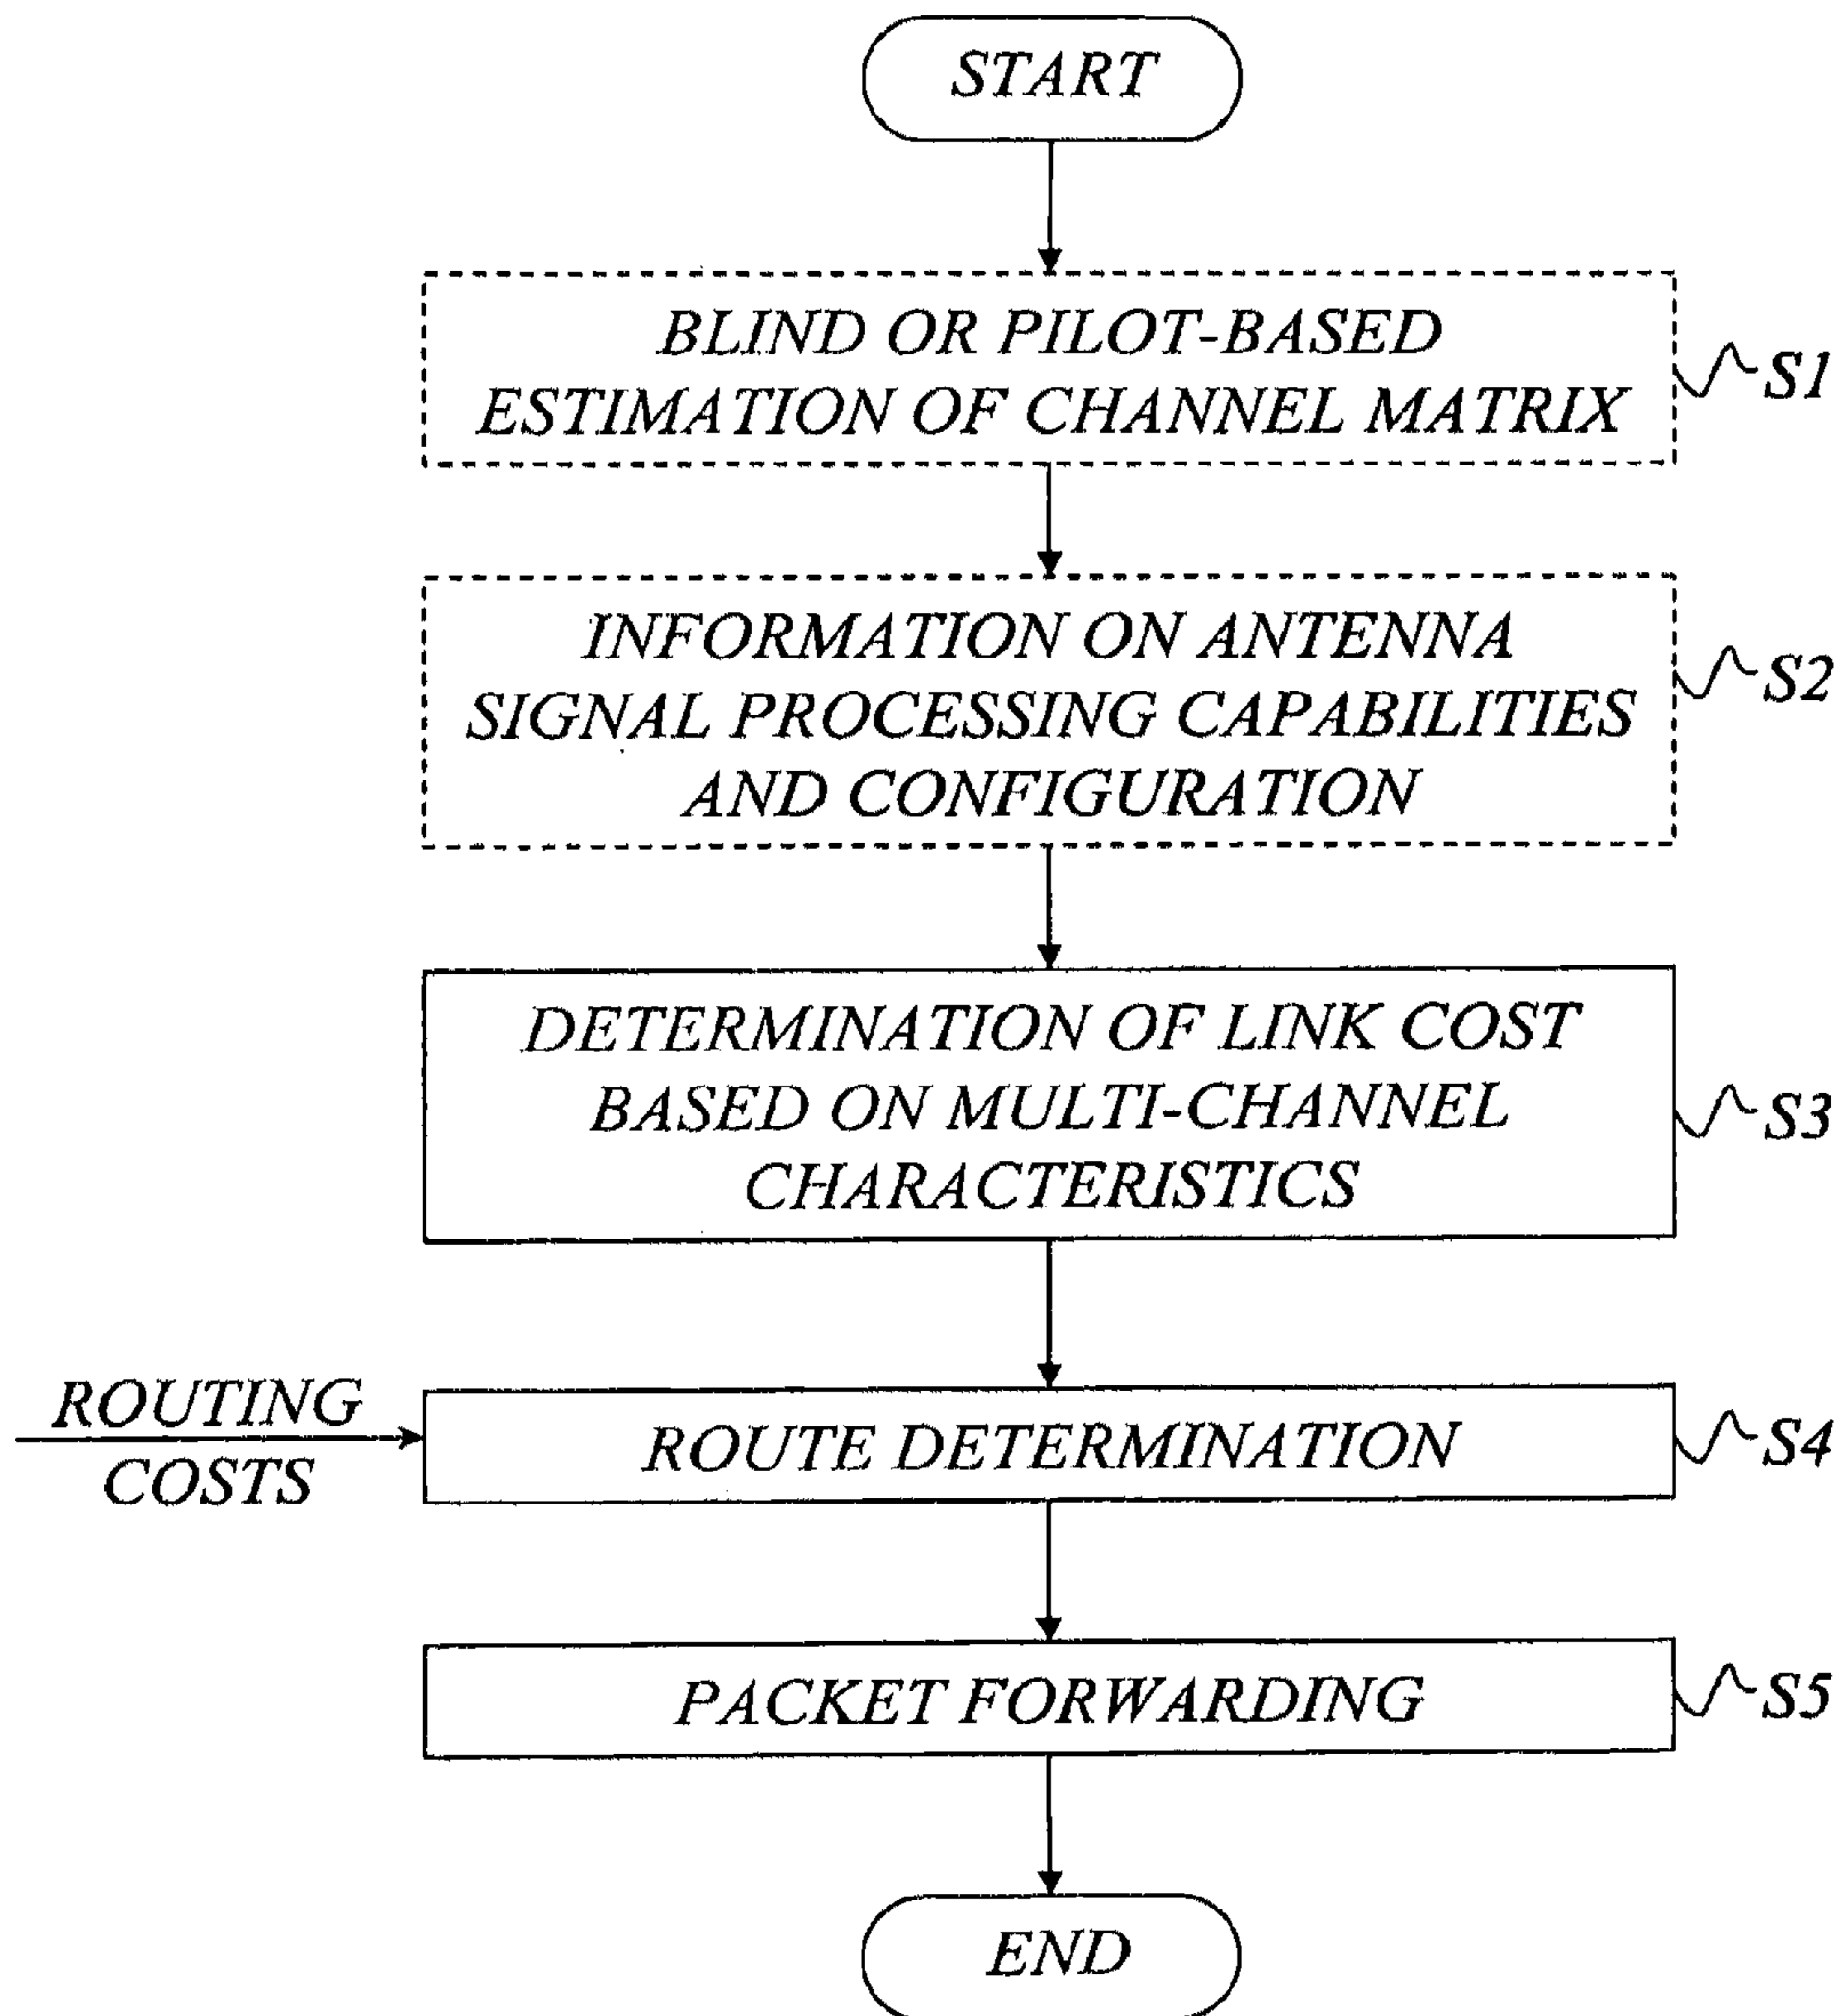 START
BLIND OR PILOT-BASED
ESTIMATION OF CHANNEL MATRIX
S1
INFORMATION ON ANTENNA
SIGNAL PROCESSING CAPABILITIES
AND CONFIGURATION
S2
DETERMINATION OF LINK COST
BASED ON MULTI-CHANNEL
CHARACTERISTICS
S3
ROUTING
COSTS
ROUTE DETERMINATION
S4
PACKET FORWARDING
S5
END